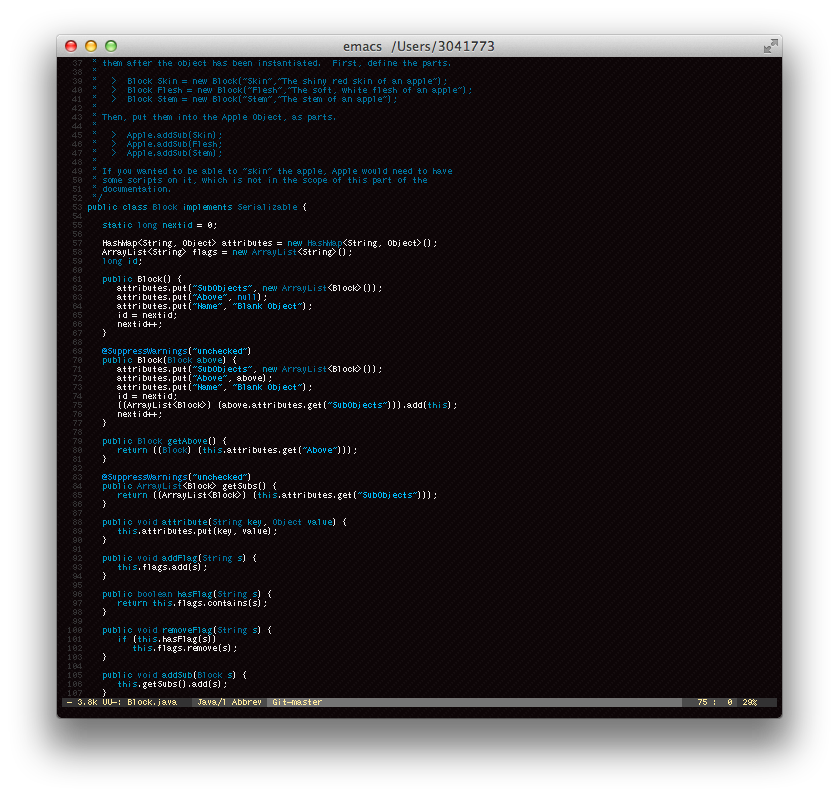 emacs  /Users/3041773
37  * them after the object has been instantiated.  First, define the parts.
38  *
39  *  >  Block Skin = new Block("Skin","The shiny red skin of an apple");
40  *  >  Block Flesh = new Block("Flesh","The soft, white flesh of an apple");
41  *  >  Block Stem = new Block("Stem","The stem of an apple");
42  *
43  * Then, put them into the Apple Object, as parts.
44  *
45  *  >  Apple.addSub(Skin);
46  *  >  Apple.addSub(Flesh;
47  *  >  Apple.addSub(Stem);
48  *
49  * If you wanted to be able to "skin" the apple, Apple would need to have
50  * some scripts on it, which is not in the scope of this part of the
51  * documentation.
52  */
53 public class Block implements Serializable {
54
55    static long nextid = 0;
56
57    HashMap<String, Object> attributes = new HashMap<String, Object>();
58    ArrayList<String> flags = new ArrayList<String>();
59    long id;
60
61    public Block() {
62       attributes.put("SubObjects", new ArrayList<Block>());
63       attributes.put("Above", null);
64       attributes.put("Name", "Blank Object");
65       id = nextid;
66       nextid++;
67    }
68
69    @SuppressWarnings("unchecked")
70    public Block(Block above) {
71       attributes.put("SubObjects", new ArrayList<Block>());
72       attributes.put("Above", above);
73       attributes.put("Name", "Blank Object");
74       id = nextid;
75       ((ArrayList<Block>) (above.attributes.get("SubObjects"))).add(this);
76       nextid++;
77    }
78
79    public Block getAbove() {
80       return ((Block) (this.attributes.get("Above")));
81    }
82
83    @SuppressWarnings("unchecked")
84    public ArrayList<Block> getSubs() {
85       return ((ArrayList<Block>) (this.attributes.get("SubObjects")));
86    }
87
88    public void attribute(String key, Object value) {
89       this.attributes.put(key, value);
90    }
91
92    public void addFlag(String s) {
93       this.flags.add(s);
94    }
95
96    public boolean hasFlag(String s) {
97       return this.flags.contains(s);
98    }
99
100    public void removeFlag(String s) {
101       if (this.hasFlag(s))
102          this.flags.remove(s);
103    }
104
105    public void addSub(Block s) {
106       this.getSubs().add(s);
107    }
- 3.8k UU-: Block.java   Java/l Abbrev  Git-master   75 :  0  29%